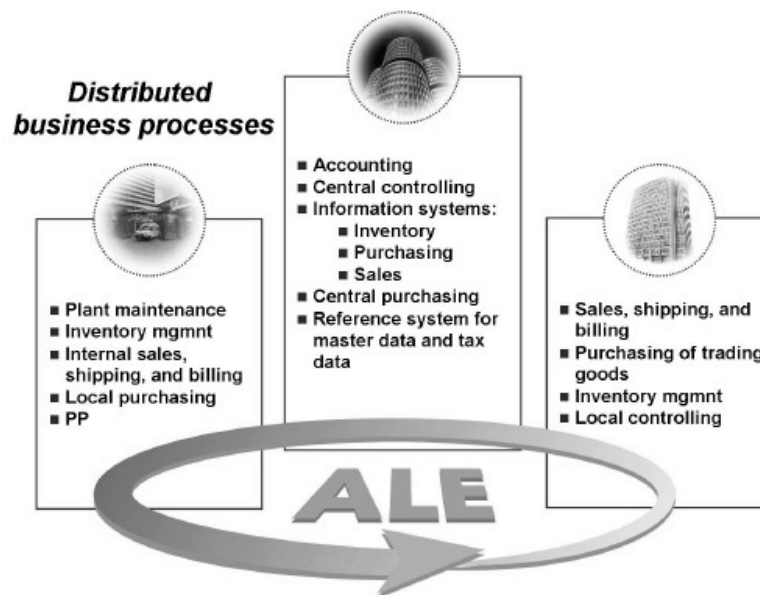 Distributed
business processes
■ Plant maintenance
■ Inventory mgmnt
■ Internal sales,
shipping, and billing
■ Local purchasing
■ PP
■ Accounting
■ Central controlling
■ Information systems:
■ Inventory
■ Purchasing
■ Sales
■ Central purchasing
■ Reference system for
master data and tax
data
■ Sales, shipping, and
billing
■ Purchasing of trading
goods
■ Inventory mgmnt
■ Local controlling
ALE